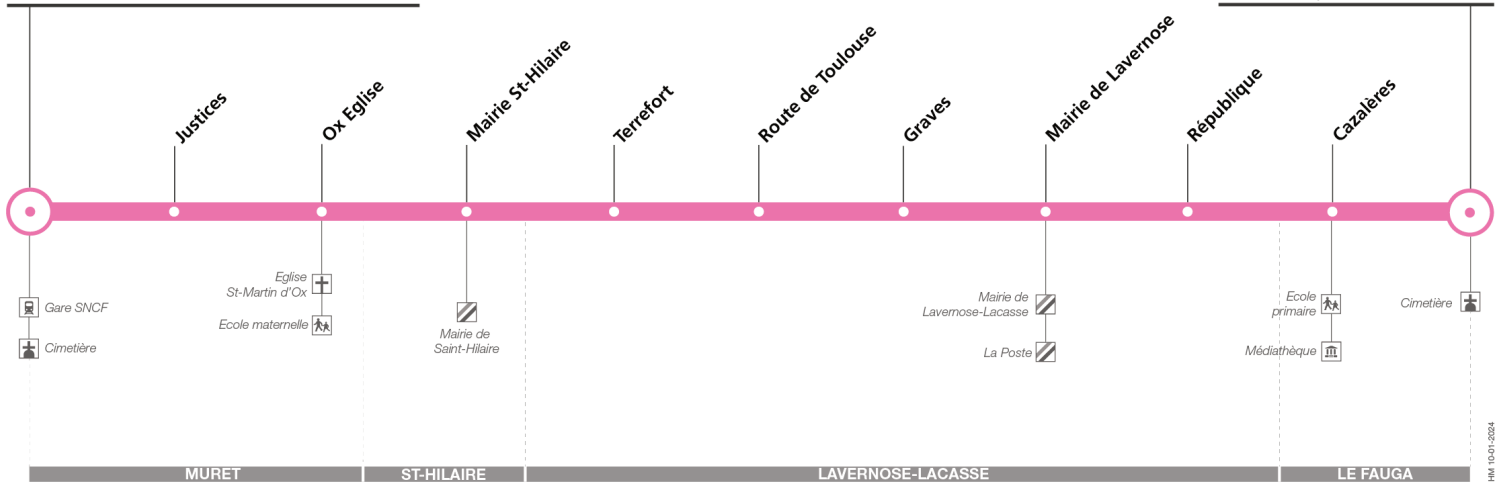 Justices
Ox Eglise
Mairie St-Hilaire
Terrefort
Route de Toulouse
Graves
Mairie de Lavernose
République
Cazalères
Gare SNCF
Cimetière
Eglise
St-Martin d'Ox
Ecole maternelle
Mairie de
Saint-Hilaire
Mairie de
Lavernose-Lacasse
La Poste
Ecole
primaire
Médiathèque
Cimetière
MURET
ST-HILAIRE
LAVERNOSE-LACASSE
LE FAUGA
HM 10-01-2024